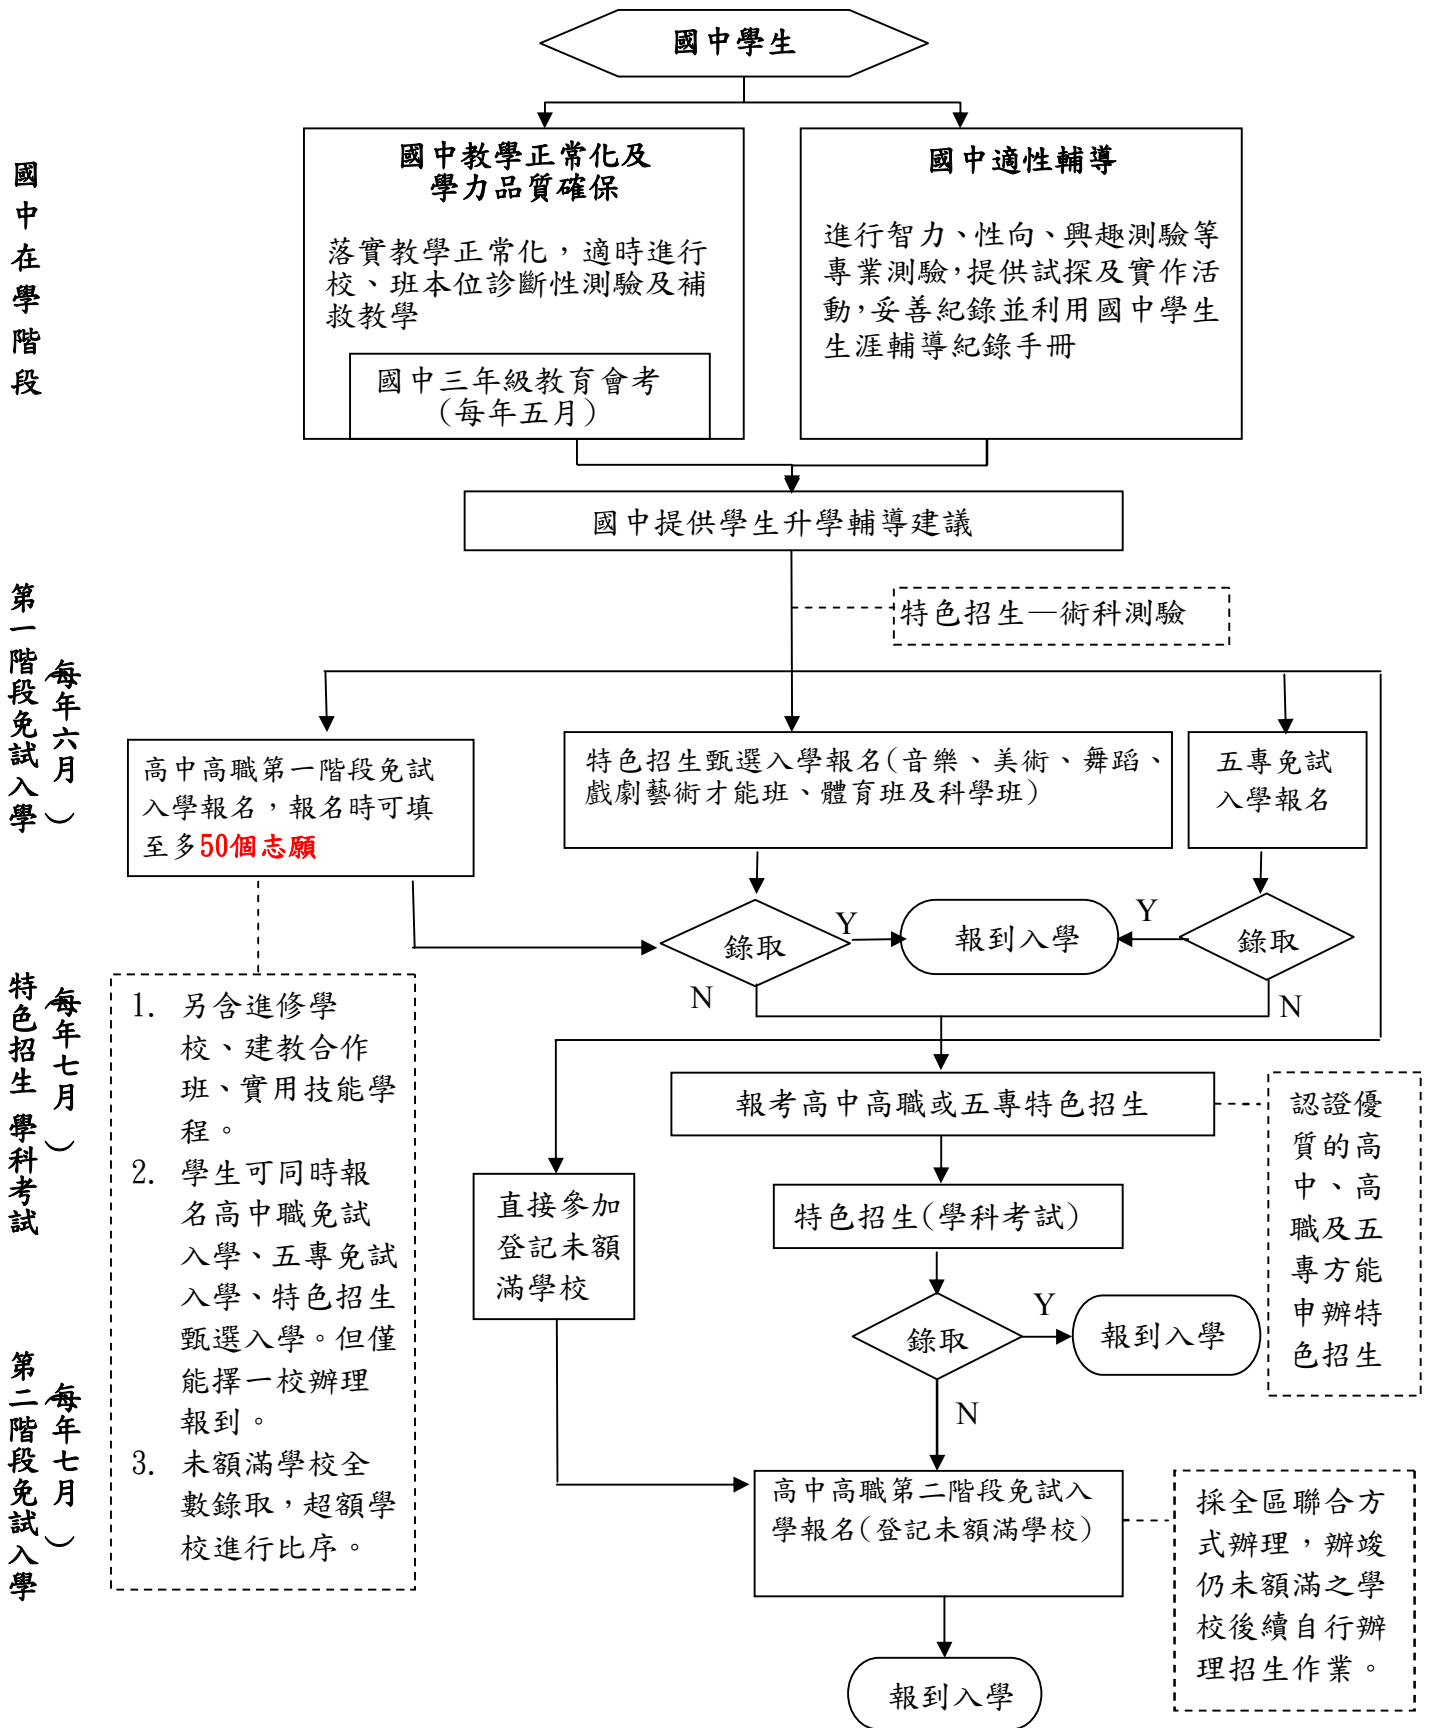 國中學生
國中在學階段
國中教學正常化及
學力品質確保
落實教學正常化，適時進行
校、班本位診斷性測驗及補
救教學
國中三年級教育會考
(每年五月)
國中適性輔導
進行智力、性向、興趣測驗等
專業測驗，提供試探及實作活
動，妥善紀錄並利用國中學生
生涯輔導紀錄手冊
國中提供學生升學輔導建議
特色招生—術科測驗
第一階段免試入學
(每年六月)
高中高職第一階段免試
入學報名，報名時可填
至多50個志願
特色招生甄選入學報名(音樂、美術、舞蹈、
戲劇藝術才能班、體育班及科學班)
五專免試
入學報名
錄取
Y
報到入學
Y
錄取
N
N
特色招生 學科考試
(每年七月)
1. 另含進修學
校、建教合作
班、實用技能學
程。
2. 學生可同時報
名高中職免試
入學、五專免試
入學、特色招生
甄選入學。但僅
能擇一校辦理
報到。
3. 未額滿學校全
數錄取，超額學
校進行比序。
報考高中高職或五專特色招生
認證優
質的高
中、高
職及五
專方能
申辦特
色招生
直接參加
登記未額
滿學校
特色招生(學科考試)
錄取
Y
報到入學
N
第二階段免試入學
(每年七月)
高中高職第二階段免試入
學報名(登記未額滿學校)
採全區聯合方
式辦理，辦竣
仍未額滿之學
校後續自行辦
理招生作業。
報到入學